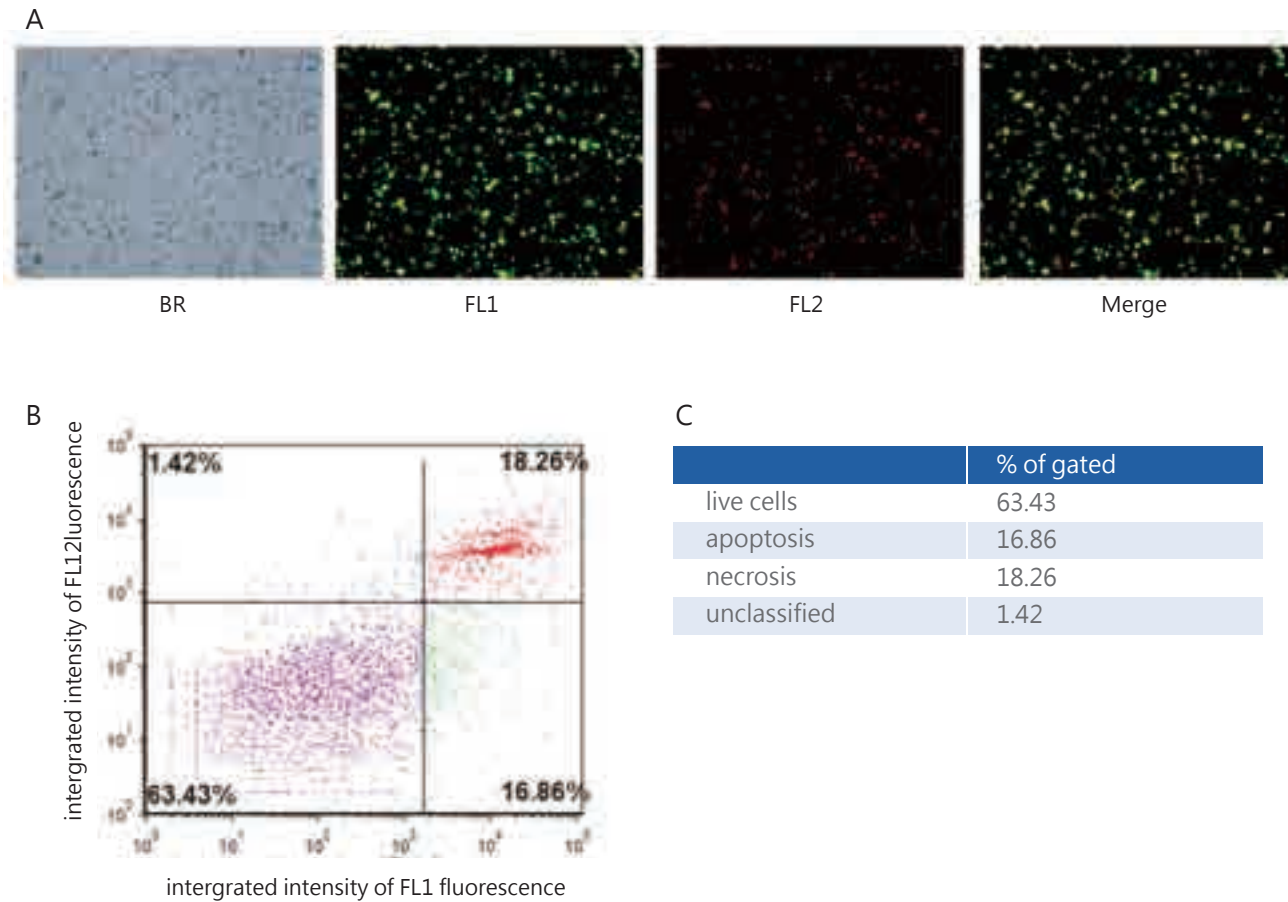 A
BR
FL1
FL2
Merge
B
intergrated intensity of FL12luorescence
1.42%
18.26%
63.43%
16.86%
intergrated intensity of FL1 fluorescence
C
% of gated
live cells 63.43
apoptosis 16.86
necrosis 18.26
unclassified 1.42